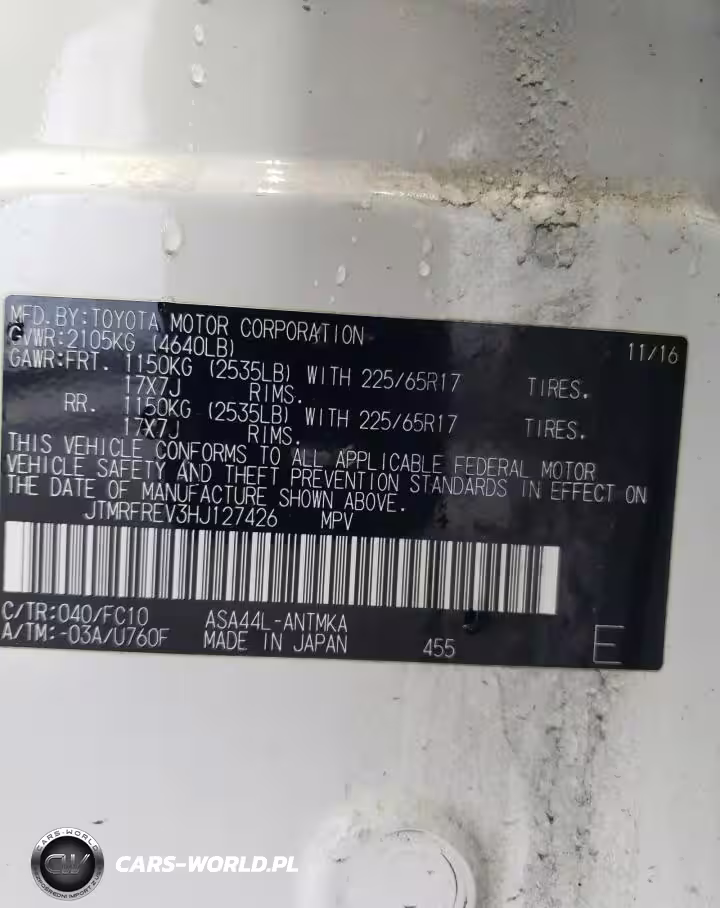 MFD.BY:TOYOTA MOTOR CORPORATION 11/16
GVWR:2105KG (4640LB)
GAWR:FRT. 1150KG (2535LB) WITH 225/65R17 TIRES.
17X7J RIMS.
RR. 1150KG (2535LB) WITH 225/65R17 TIRES.
17X7J RIMS.
THIS VEHICLE CONFORMS TO ALL APPLICABLE FEDERAL MOTOR
VEHICLE SAFETY AND THEFT PREVENTION STANDARDS IN EFFECT ON
THE DATE OF MANUFACTURE SHOWN ABOVE.
JTMRFREV3HJ127426 MPV
C/TR:040/FC10 ASA44L-ANTMKA
A/TM:-03A/U760F MADE IN JAPAN 455 E
CARS-WORLD
CW
CARS-WORLD.PL